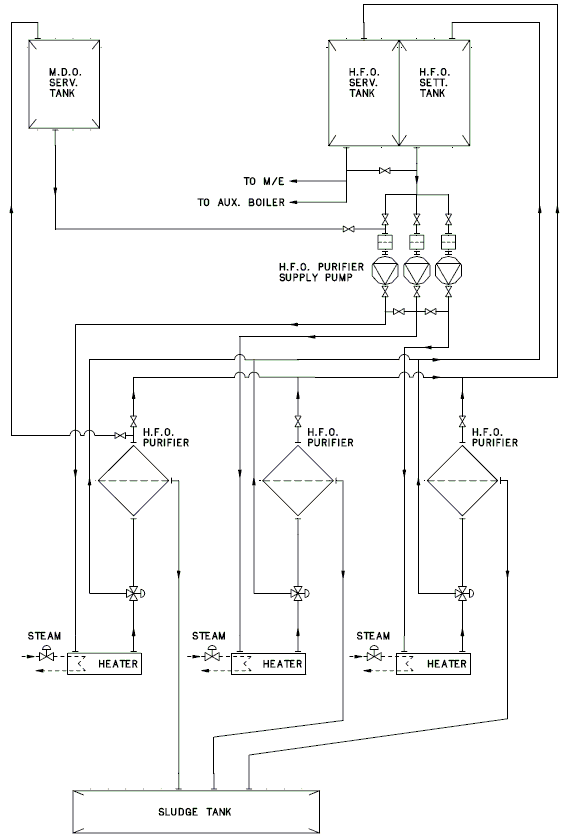 M.D.O.
SERV.
TANK
H.F.O.
SERV.
TANK
H.F.O.
SETT.
TANK
TO M/E
TO AUX. BOILER
H.F.O. PURIFIER
SUPPLY PUMP
H.F.O.
PURIFIER
H.F.O.
PURIFIER
H.F.O.
PURIFIER
STEAM
HEATER
STEAM
HEATER
STEAM
HEATER
SLUDGE TANK